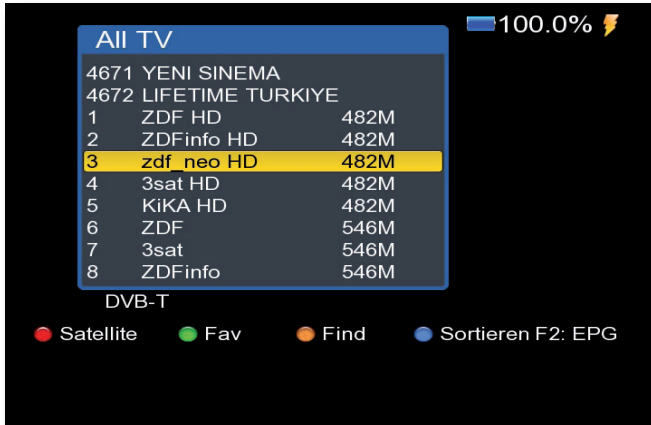 100.0%
All TV
4671 YENI SINEMA
4672 LIFETIME TURKIYE
1 ZDF HD 482M
2 ZDFinfo HD 482M
3 zdf_neo HD 482M
4 3sat HD 482M
5 KiKA HD 482M
6 ZDF 546M
7 3sat 546M
8 ZDFinfo 546M
DVB-T
Satellite Fav Find Sortieren F2: EPG